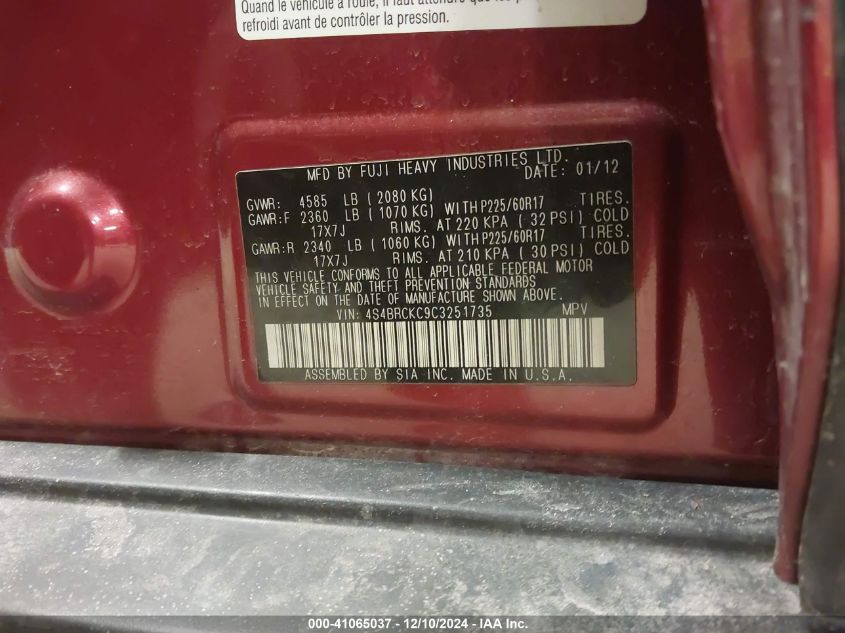 Quand le véhicule a roulé, il faut attendre que les
refroidi avant de contrôler la pression.
MFD BY FUJI HEAVY INDUSTRIES LTD.
DATE: 01/12
GVWR: 4585 LB (2080 KG)
GAWR:F 2360 LB (1070 KG) WITH P225/60R17 TIRES.
17X7J RIMS. AT 220 KPA (32 PSI) COLD
GAWR:R 2340 LB (1060 KG) WITH P225/60R17 TIRES.
17X7J RIMS. AT 210 KPA (30 PSI) COLD
THIS VEHICLE CONFORMS TO ALL APPLICABLE FEDERAL MOTOR
VEHICLE SAFETY AND THEFT PREVENTION STANDARDS
IN EFFECT ON THE DATE OF MANUFACTURE SHOWN ABOVE.
VIN: 4S4BRCKC9C3251735 MPV
ASSEMBLED BY SIA INC. MADE IN U.S.A.
000-41065037 - 12/10/2024 - IAA Inc.